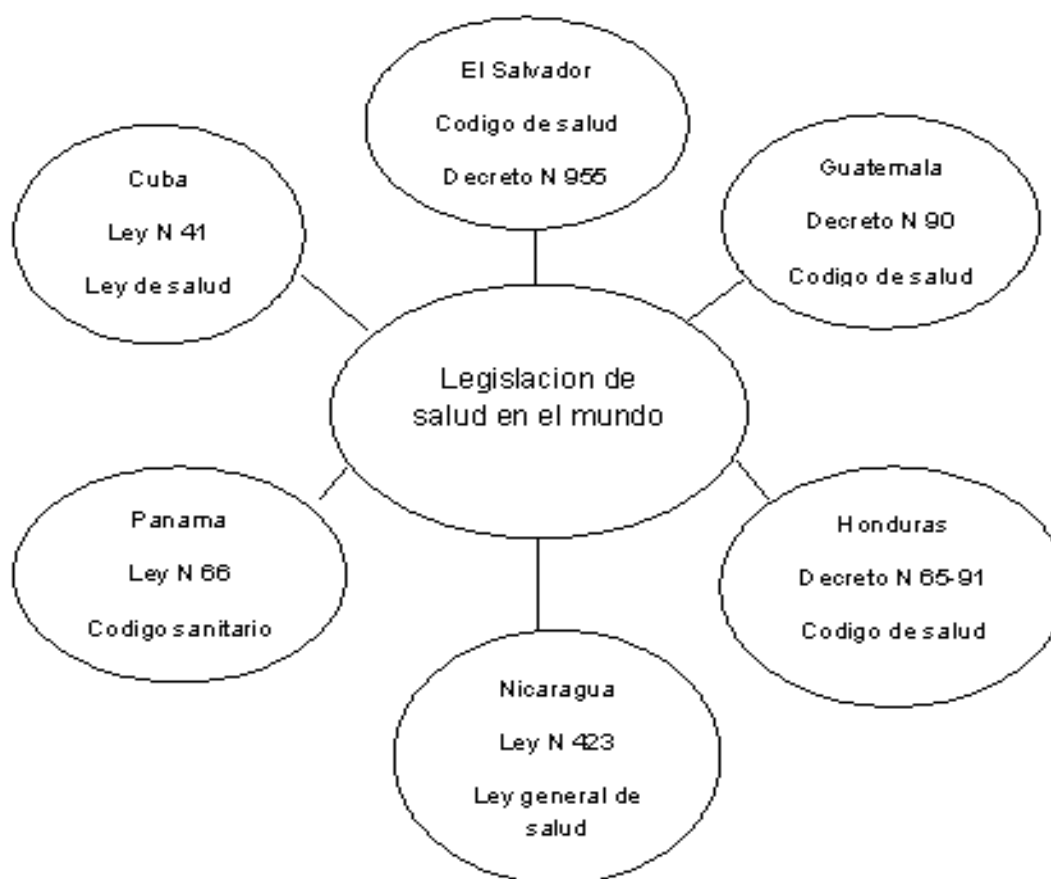 El Salvador
Codigo de salud
Decreto N 955
Guatemala
Decreto N 90
Codigo de salud
Cuba
Ley N 41
Ley de salud
Legislacion de
salud en el mundo
Panama
Ley N 66
Codigo sanitario
Honduras
Decreto N 65-91
Codigo de salud
Nicaragua
Ley N 423
Ley general de
salud